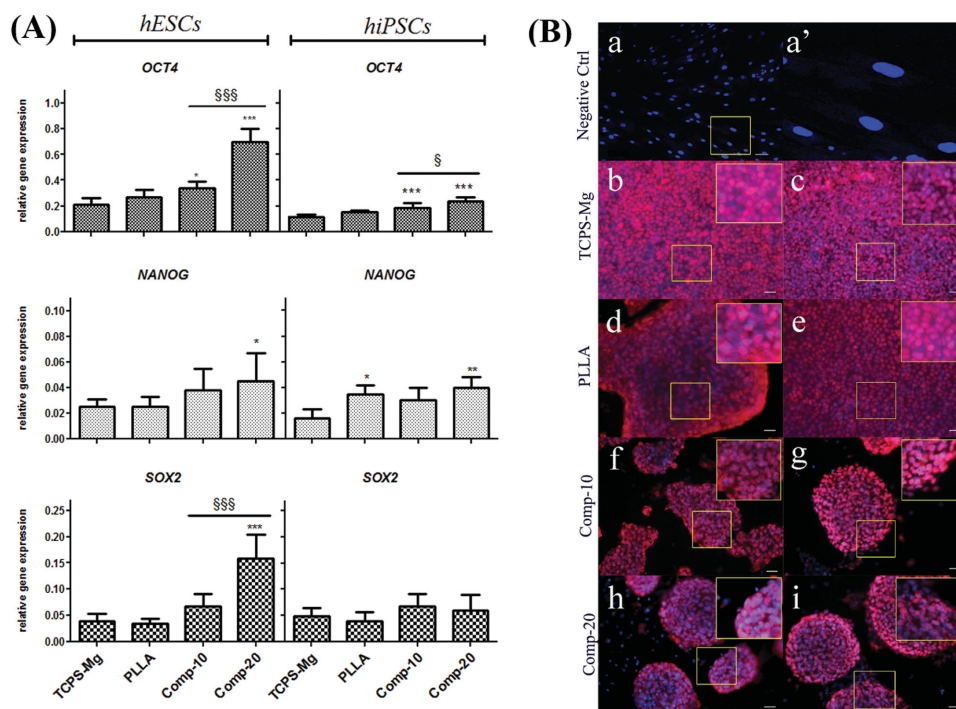 (A)
hESCs
hiPSCs
OCT4
OCT4
relative gene expression
1.0
0.8
0.6
0.4
0.2
0.0
*
§§§
***
***
§
***
NANOG
NANOG
relative gene expression
0.10
0.08
0.06
0.04
0.02
0.00
*
*
**
SOX2
SOX2
relative gene expression
0.25
0.20
0.15
0.10
0.05
0.00
§§§
***
TCPS-Mg
PLLA
Comp-10
Comp-20
TCPS-Mg
PLLA
Comp-10
Comp-20
(B)
Negative Ctrl
a
a'
TCPS-Mg
b
c
PLLA
d
e
Comp-10
f
g
Comp-20
h
i